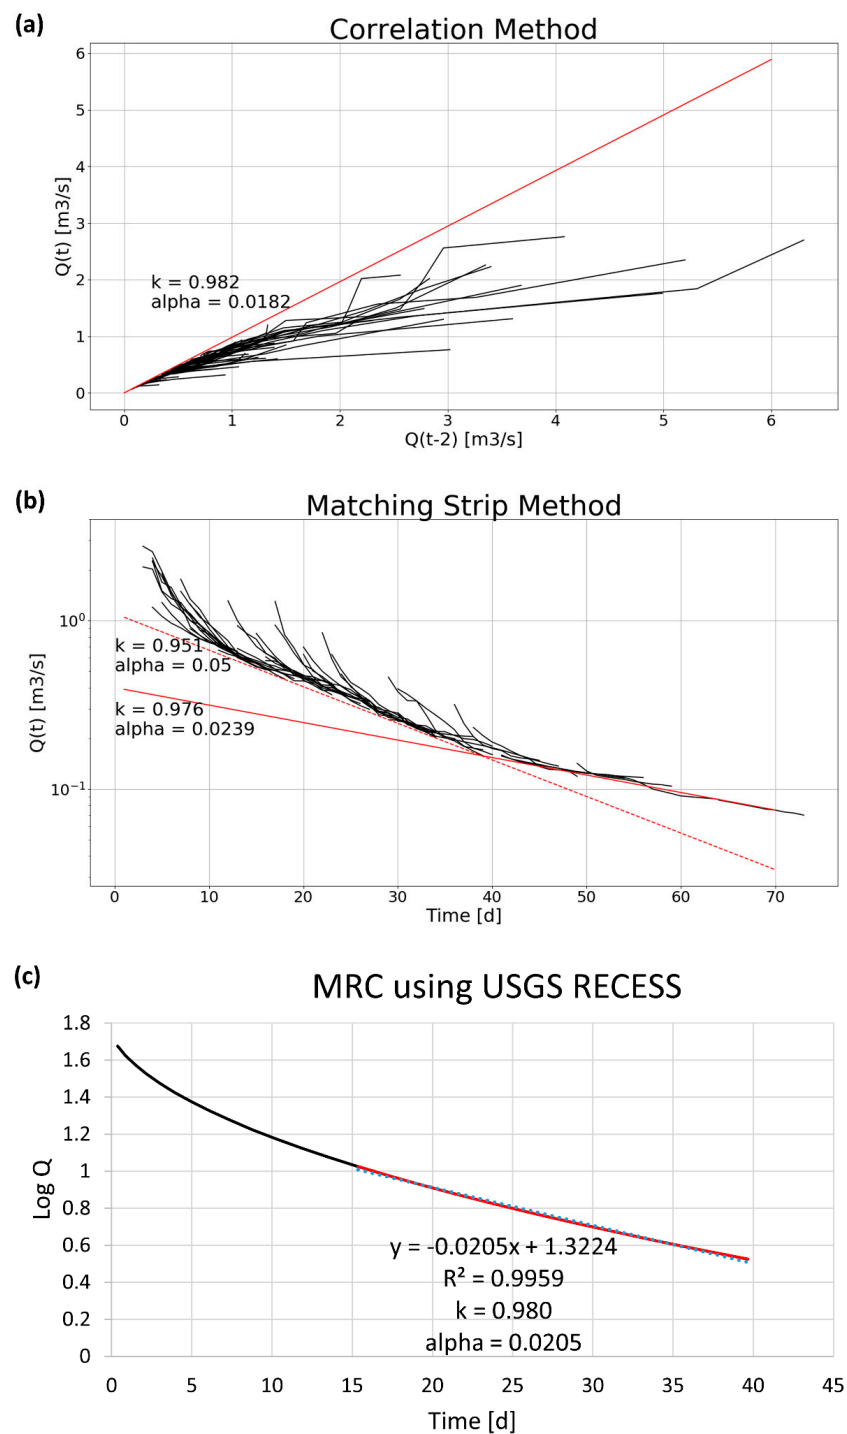 (a)
Correlation Method
6
5
4
3
2
1
0
Q(t) [m3/s]
k = 0.982
alpha = 0.0182
0 1 2 3 4 5 6
Q(t-2) [m3/s]
(b)
Matching Strip Method
10⁰
10⁻¹
Q(t) [m3/s]
k = 0.951
alpha = 0.05
k = 0.976
alpha = 0.0239
0 10 20 30 40 50 60 70
Time [d]
(c)
MRC using USGS RECESS
1.8
1.6
1.4
1.2
1
0.8
0.6
0.4
0.2
0
Log Q
y = -0.0205x + 1.3224
R² = 0.9959
k = 0.980
alpha = 0.0205
0 5 10 15 20 25 30 35 40 45
Time [d]